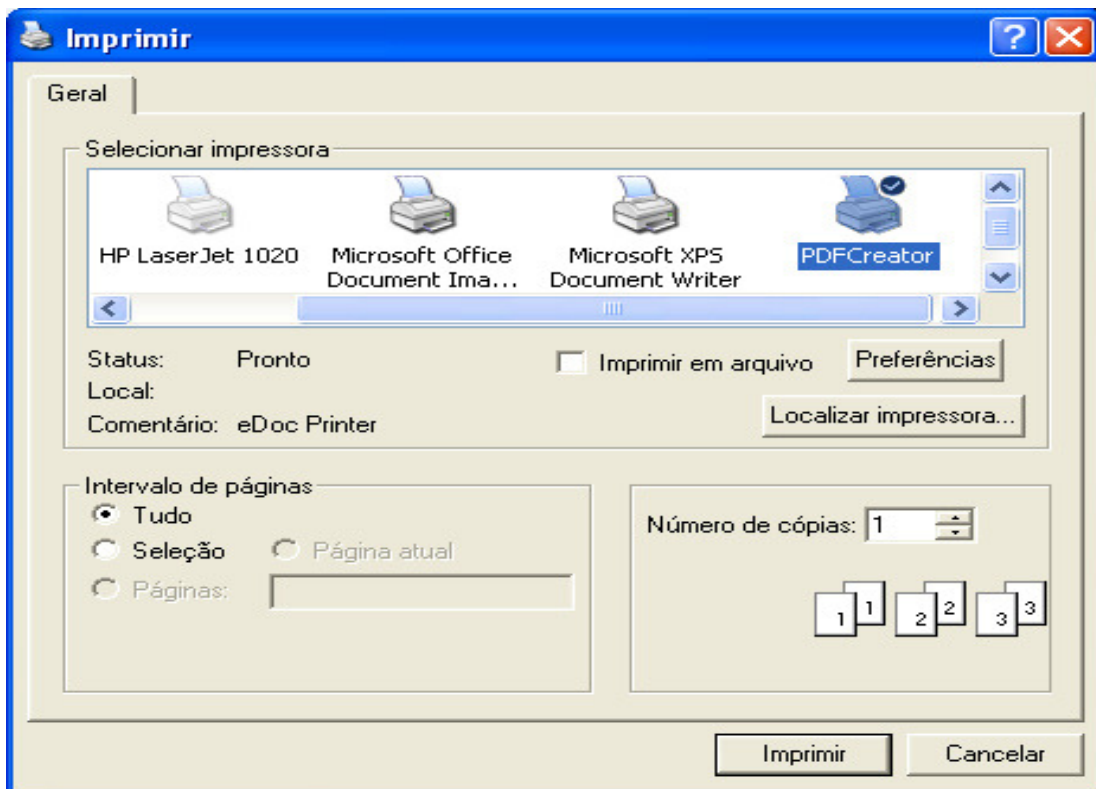 Imprimir
Geral
Selecionar impressora
HP LaserJet 1020
Microsoft Office
Document Ima...
Microsoft XPS
Document Writer
PDFCreator
Status: Pronto
Imprimir em arquivo
Preferências
Local:
Comentário: eDoc Printer
Localizar impressora...
Intervalo de páginas
Tudo
Seleção
Página atual
Páginas:
Número de cópias: 1
1 1 2 2 3 3
Imprimir
Cancelar